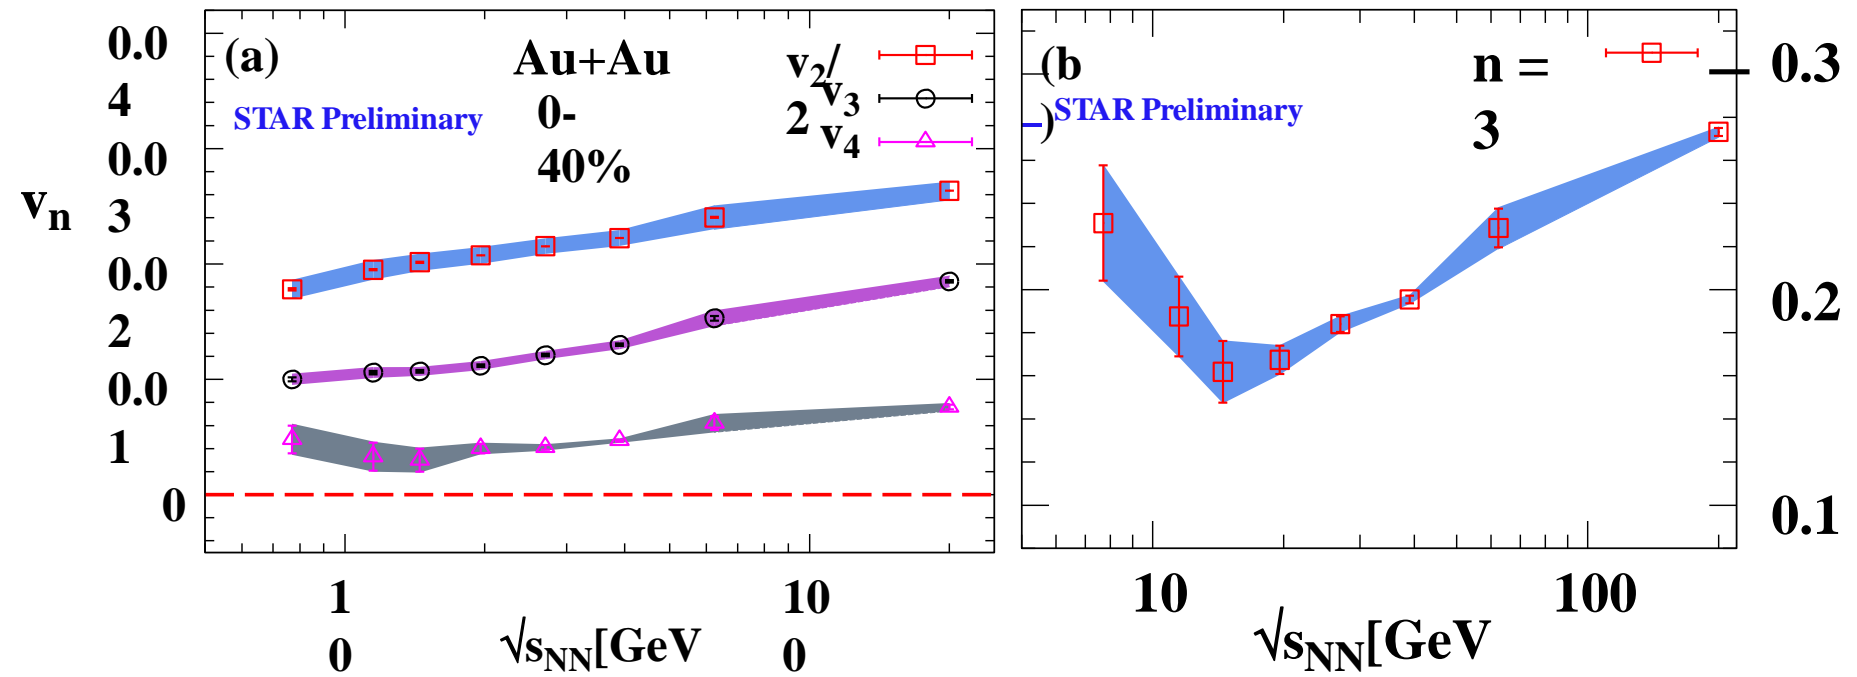 (a)
Au+Au
0-
40%
STAR Preliminary
v2/
2
v3
v4
vn
0.0
4
0.0
3
0.0
2
0.0
1
0
1
0
10
0
√sNN[GeV
(b
)
STAR Preliminary
n =
3
0.3
0.2
0.1
10
100
√sNN[GeV